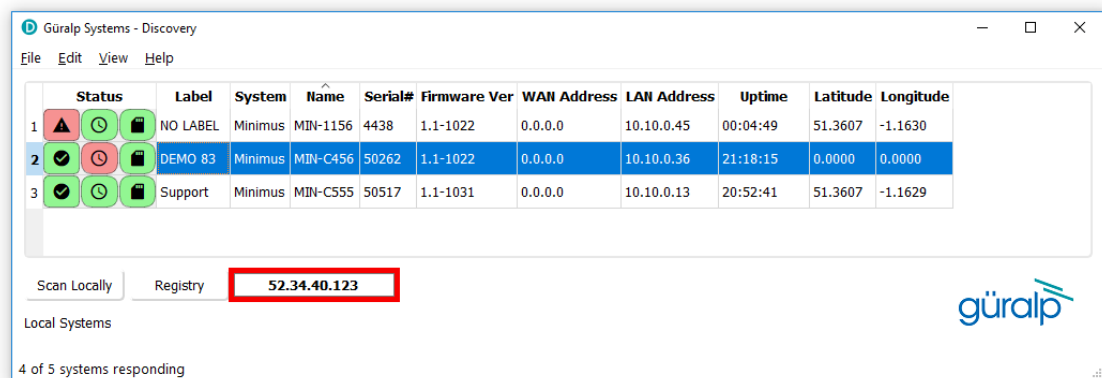 Güralp Systems - Discovery
File Edit View Help
Status Label System Name Serial# Firmware Ver WAN Address LAN Address Uptime Latitude Longitude
1 NO LABEL Minimus MIN-1156 4438 1.1-1022 0.0.0.0 10.10.0.45 00:04:49 51.3607 -1.1630
2 DEMO 83 Minimus MIN-C456 50262 1.1-1022 0.0.0.0 10.10.0.36 21:18:15 0.0000 0.0000
3 Support Minimus MIN-C555 50517 1.1-1031 0.0.0.0 10.10.0.13 20:52:41 51.3607 -1.1629
Scan Locally Registry 52.34.40.123
güralp
Local Systems
4 of 5 systems responding